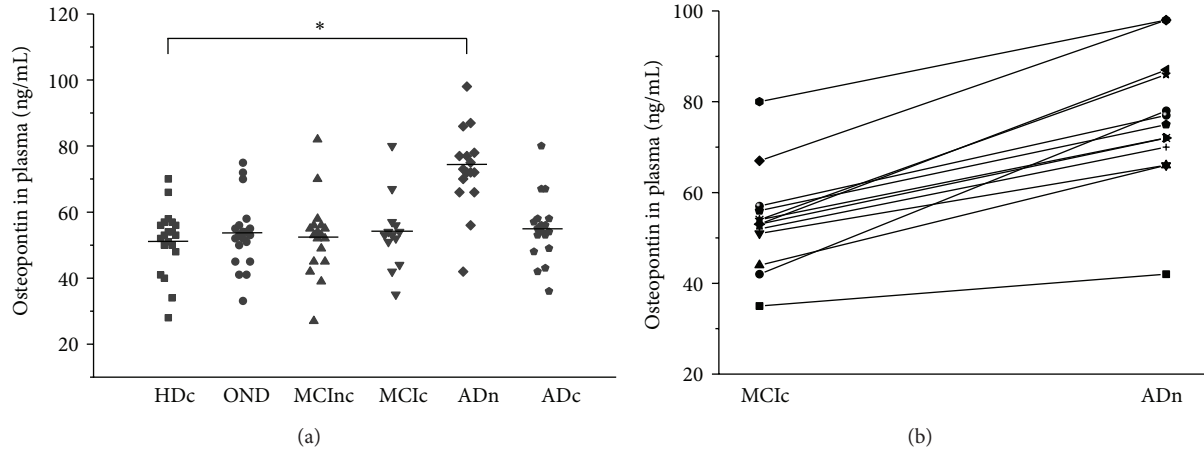 Osteopontin in plasma (ng/mL)
120
100
80
60
40
20
*
HDc OND MCInc MCIc ADn ADc
(a)
Osteopontin in plasma (ng/mL)
100
80
60
40
20
MCIc ADn
(b)